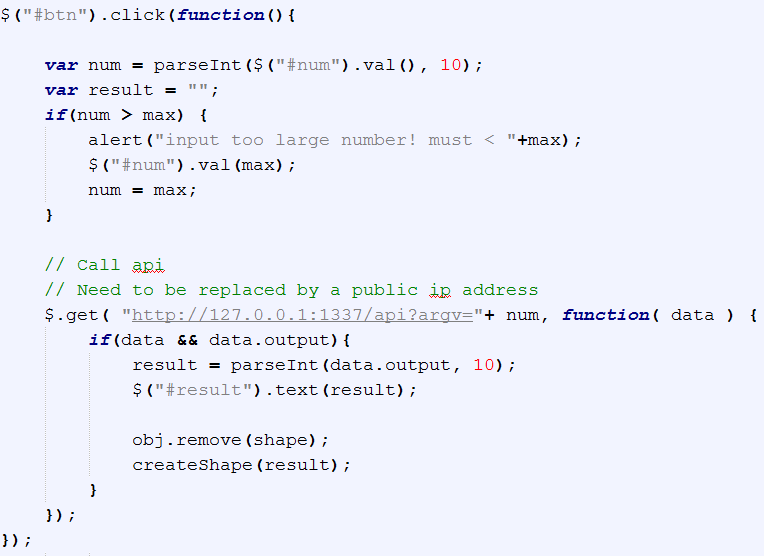 $("#btn").click(function(){
var num = parseInt($("#num").val(), 10);
var result = "";
if(num > max) {
alert("input too large number! must < "+max);
$("#num").val(max);
num = max;
}
// Call api
// Need to be replaced by a public ip address
$.get( "http://127.0.0.1:1337/api?argv="+ num, function( data ) {
if(data && data.output){
result = parseInt(data.output, 10);
$("#result").text(result);
obj.remove(shape);
createShape(result);
}
});
});